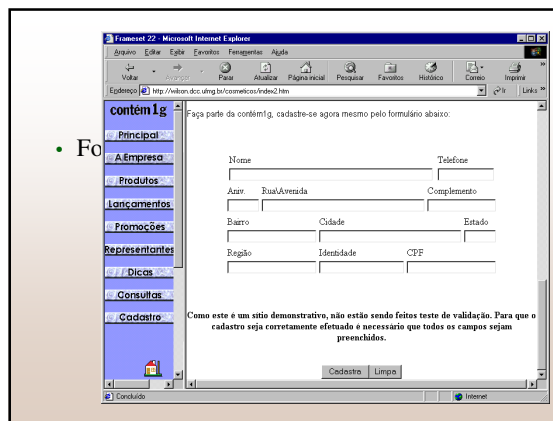 Frameset 22 - Microsoft Internet Explorer
Arquivo Editar Exibir Favoritos Ferramentas Ajuda
Voltar Avançar Parar Atualizar Página inicial Pesquisar Favoritos Histórico Correio Imprimir
Endereço http://wilson.dcc.ufmg.br/cosmeticos/index2.htm Ir Links
contém1g
Principal
A Empresa
Produtos
Lançamentos
Promoções
Representantes
Dicas
Consultas
Cadastro
• Fo
Faça parte da contém1g, cadastre-se agora mesmo pelo formulário abaixo:
Nome Telefone
Aniv. Rua\Avenida Complemento
Bairro Cidade Estado
Região Identidade CPF
Como este é um sítio demonstrativo, não estão sendo feitos teste de validação. Para que o
cadastro seja corretamente efetuado é necessário que todos os campos sejam
preenchidos.
Cadastra Limpa
Concluído Internet